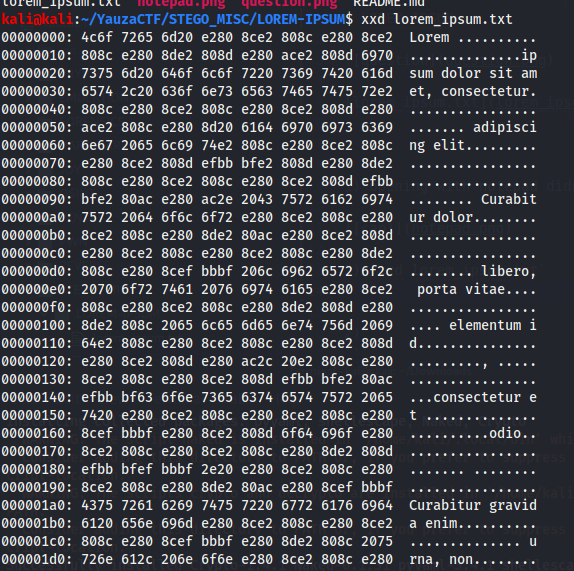 lorem_ipsum.txt notepad.png question.png README.md
kali@kali:~/YauzaCTF/STEGO_MISC/LOREM-IPSUM$ xxd lorem_ipsum.txt
00000000: 4c6f 7265 6d20 e280 8ce2 808c e280 8ce2 Lorem ..........
00000010: 808c e280 8de2 808d e280 ace2 808d 6970 ..............ip
00000020: 7375 6d20 646f 6c6f 7220 7369 7420 616d sum dolor sit am
00000030: 6574 2c20 636f 6e73 6563 7465 7475 72e2 et, consectetur.
00000040: 808c e280 8ce2 808c e280 8ce2 808d e280 ................
00000050: ace2 808c e280 8d20 6164 6970 6973 6369 ....... adipisci
00000060: 6e67 2065 6c69 74e2 808c e280 8ce2 808c ng elit.........
00000070: e280 8ce2 808d efbb bfe2 808d e280 8de2 ................
00000080: 808c e280 8ce2 808c e280 8ce2 808d efbb ................
00000090: bfe2 80ac e280 ac2e 2043 7572 6162 6974 ........ Curabit
000000a0: 7572 2064 6f6c 6f72 e280 8ce2 808c e280 ur dolor........
000000b0: 8ce2 808c e280 8de2 80ac e280 8ce2 808d ................
000000c0: e280 8ce2 808c e280 8ce2 808c e280 8de2 ................
000000d0: 808c e280 8cef bbbf 206c 6962 6572 6f2c ........ libero,
000000e0: 2070 6f72 7461 2076 6974 6165 e280 8ce2 porta vitae....
000000f0: 808c e280 8ce2 808c e280 8de2 808d e280 ................
00000100: 8de2 808c 2065 6c65 6d65 6e74 756d 2069 .... elementum i
00000110: 64e2 808c e280 8ce2 808c e280 8ce2 808d d...............
00000120: e280 8ce2 808d e280 ac2c 20e2 808c e280 ........., .....
00000130: 8ce2 808c e280 8ce2 808d efbb bfe2 80ac ................
00000140: efbb bf63 6f6e 7365 6374 6574 7572 2065 ...consectetur e
00000150: 7420 e280 8ce2 808c e280 8ce2 808c e280 t ..............
00000160: 8cef bbbf e280 8ce2 808d 6f64 696f e280 ..........odio..
00000170: 8ce2 808c e280 8ce2 808c e280 8de2 808d ................
00000180: efbb bfef bbbf 2e20 e280 8ce2 808c e280 ....... ........
00000190: 8ce2 808c e280 8de2 80ac e280 8cef bbbf ................
000001a0: 4375 7261 6269 7475 7220 6772 6176 6964 Curabitur gravid
000001b0: 6120 656e 696d e280 8ce2 808c e280 8ce2 a enim..........
000001c0: 808c e280 8cef bbbf e280 8de2 808c 2075 .............. u
000001d0: 726e 612c 206e 6f6e e280 8ce2 808c e280 rna, non........